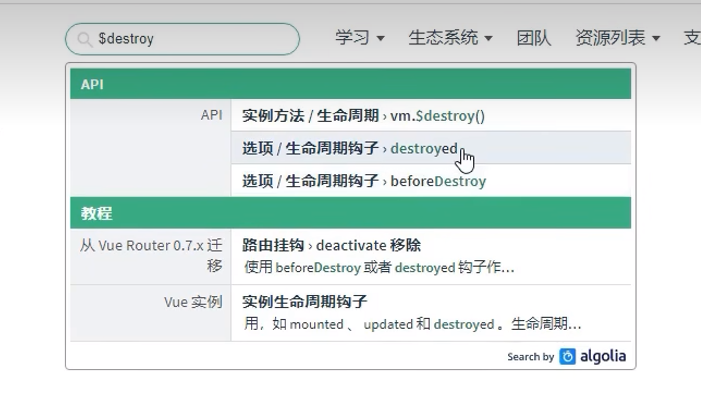 $destroy
学习 生态系统 团队 资源列表 支
API
API
实例方法 / 生命周期 › vm.$destroy()
选项 / 生命周期钩子 › destroyed
选项 / 生命周期钩子 › beforeDestroy
教程
从 Vue Router 0.7.x 迁
移
路由挂钩 › deactivate 移除
使用 beforeDestroy 或者 destroyed 钩子作...
Vue 实例
实例生命周期钩子
用，如 mounted 、 updated 和 destroyed 。生命周期...
Search by algolia